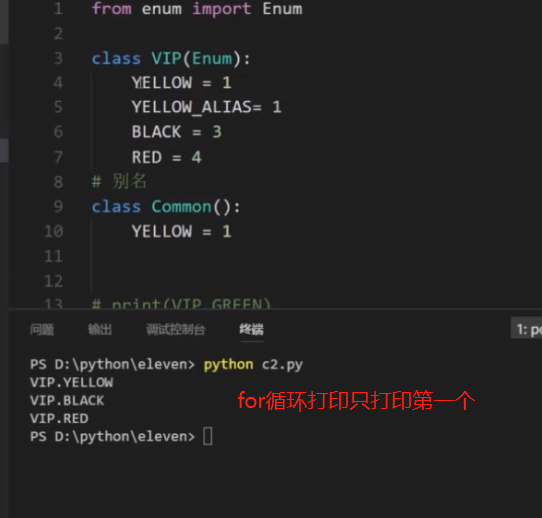 1 from enum import Enum
2
3 class VIP(Enum):
4 YELLOW = 1
5 YELLOW_ALIAS= 1
6 BLACK = 3
7 RED = 4
8 # 别名
9 class Common():
10 YELLOW = 1
11
12
13 # print(VIP.GREEN)
问题 输出 调试控制台 终端 1: po
PS D:\python\eleven> python c2.py
VIP.YELLOW
VIP.BLACK
VIP.RED
for循环打印只打印第一个
PS D:\python\eleven>